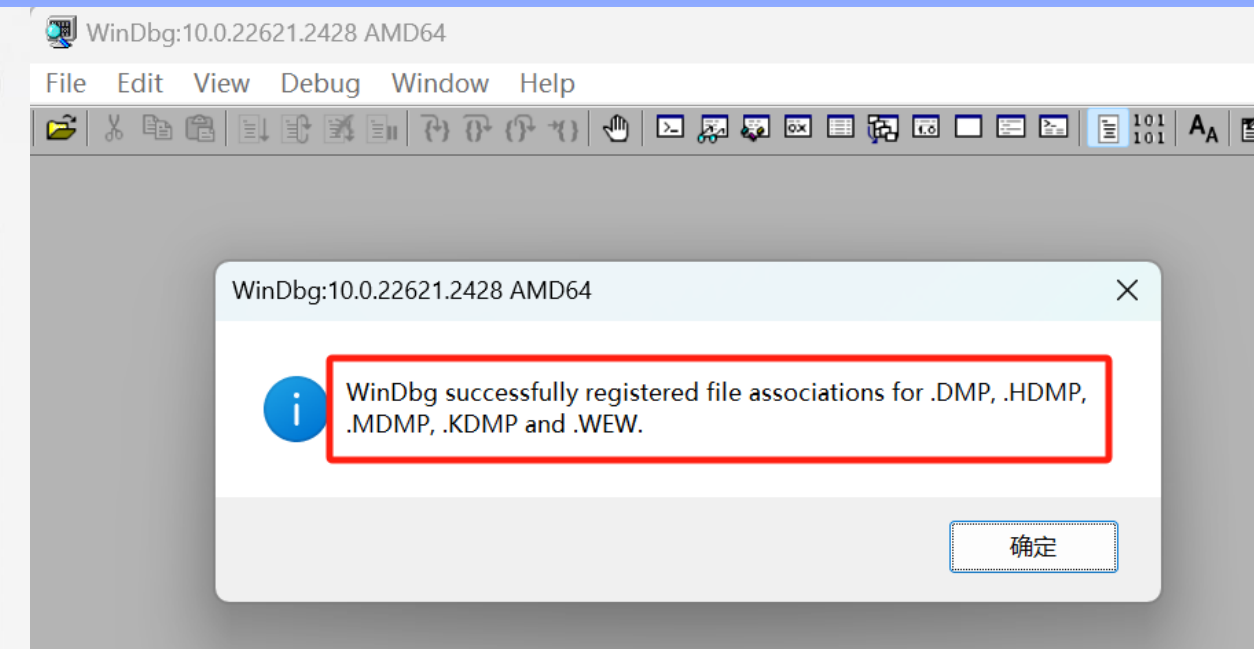 WinDbg:10.0.22621.2428 AMD64
File Edit View Debug Window Help
101
101
AA
WinDbg:10.0.22621.2428 AMD64
WinDbg successfully registered file associations for .DMP, .HDMP,
.MDMP, .KDMP and .WEW.
确定